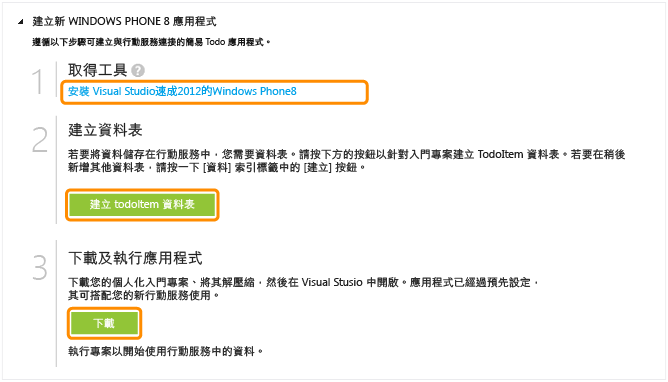 建立新 WINDOWS PHONE 8 應用程式
遵循以下步驟可建立與行動服務連接的簡易 Todo 應用程式。
1
取得工具 ?
安裝 Visual Studio速成2012的Windows Phone8
2
建立資料表
若要將資料儲存在行動服務中，您需要資料表。請按下方的按鈕以針對入門專案建立 TodoItem 資料表。若要在稍後
新增其他資料表，請按一下 [資料] 索引標籤中的 [建立] 按鈕。
建立 todoItem 資料表
3
下載及執行應用程式
下載您的個人化入門專案、將其解壓縮，然後在 Visual Stusio 中開啟。應用程式已經過預先設定，
其可搭配您的新行動服務使用。
下載
執行專案以開始使用行動服務中的資料。